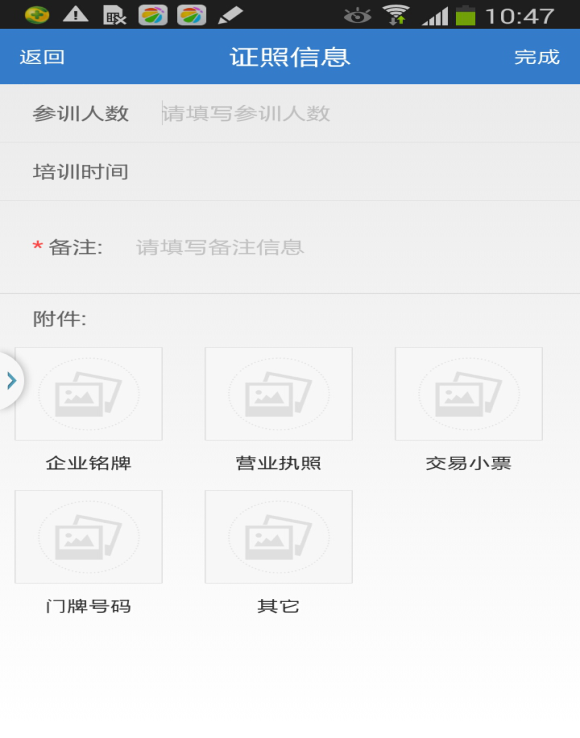 10:47
返回 证照信息 完成
参训人数 请填写参训人数
培训时间
* 备注: 请填写备注信息
附件:
企业铭牌 营业执照 交易小票
门牌号码 其它